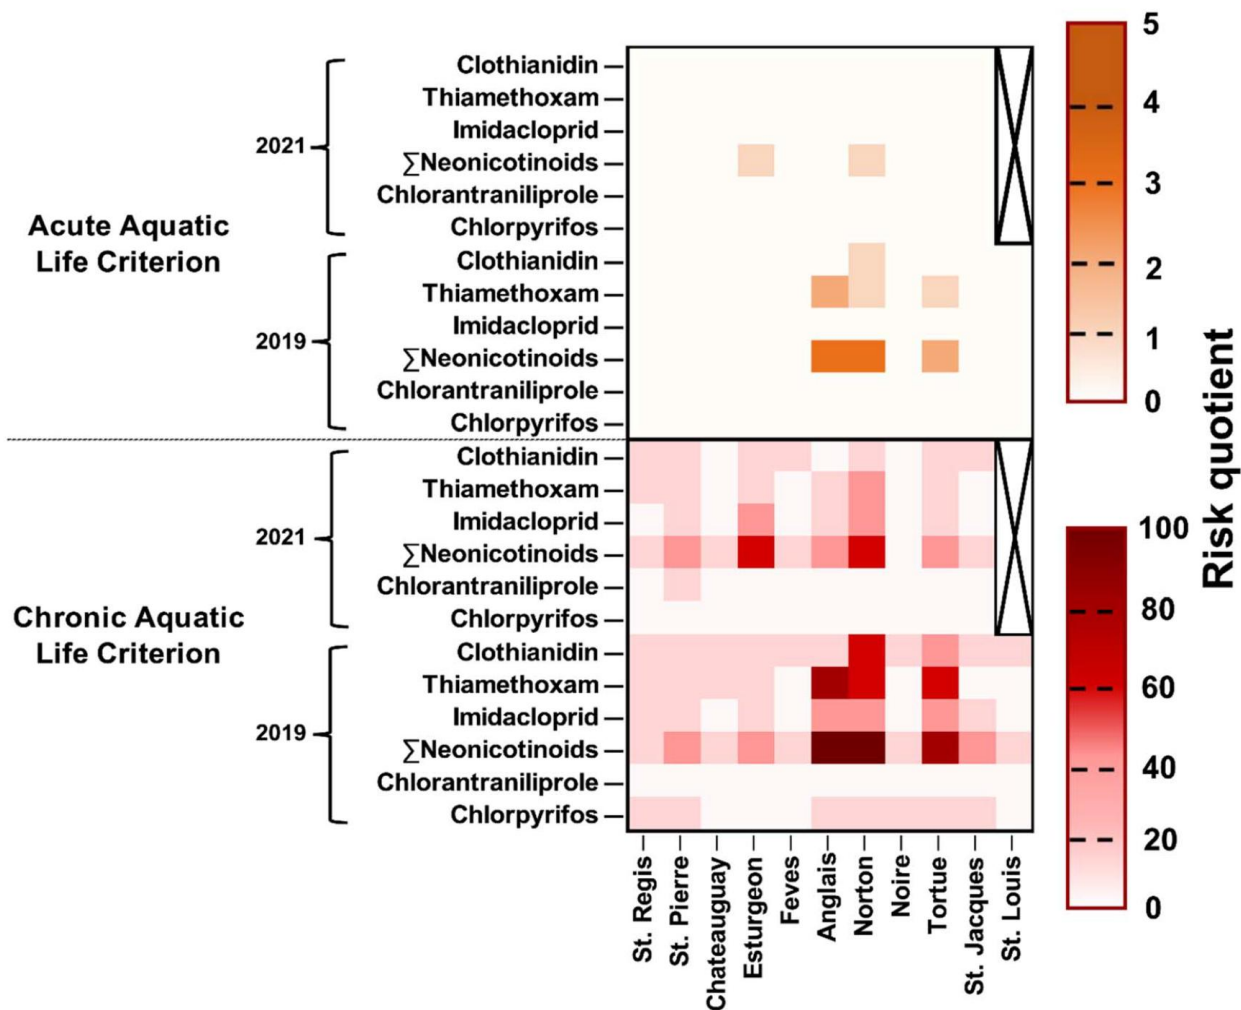 Acute Aquatic
Life Criterion
2021
Clothianidin
Thiamethoxam
Imidacloprid
∑Neonicotinoids
Chlorantraniliprole
Chlorpyrifos
2019
Clothianidin
Thiamethoxam
Imidacloprid
∑Neonicotinoids
Chlorantraniliprole
Chlorpyrifos
Chronic Aquatic
Life Criterion
2021
Clothianidin
Thiamethoxam
Imidacloprid
∑Neonicotinoids
Chlorantraniliprole
Chlorpyrifos
2019
Clothianidin
Thiamethoxam
Imidacloprid
∑Neonicotinoids
Chlorantraniliprole
Chlorpyrifos
St. Regis
St. Pierre
Chateauguay
Esturgeon
Feves
Anglais
Norton
Noire
Tortue
St. Jacques
St. Louis
5
4
3
2
1
0
Risk quotient
100
80
60
40
20
0